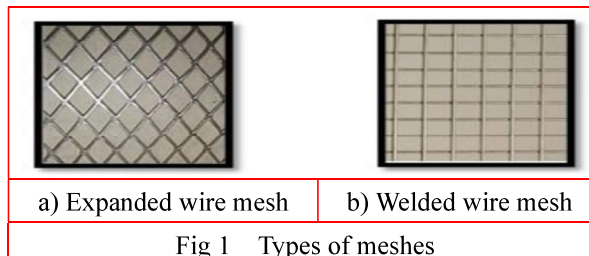 a) Expanded wire mesh
b) Welded wire mesh
Fig 1 Types of meshes